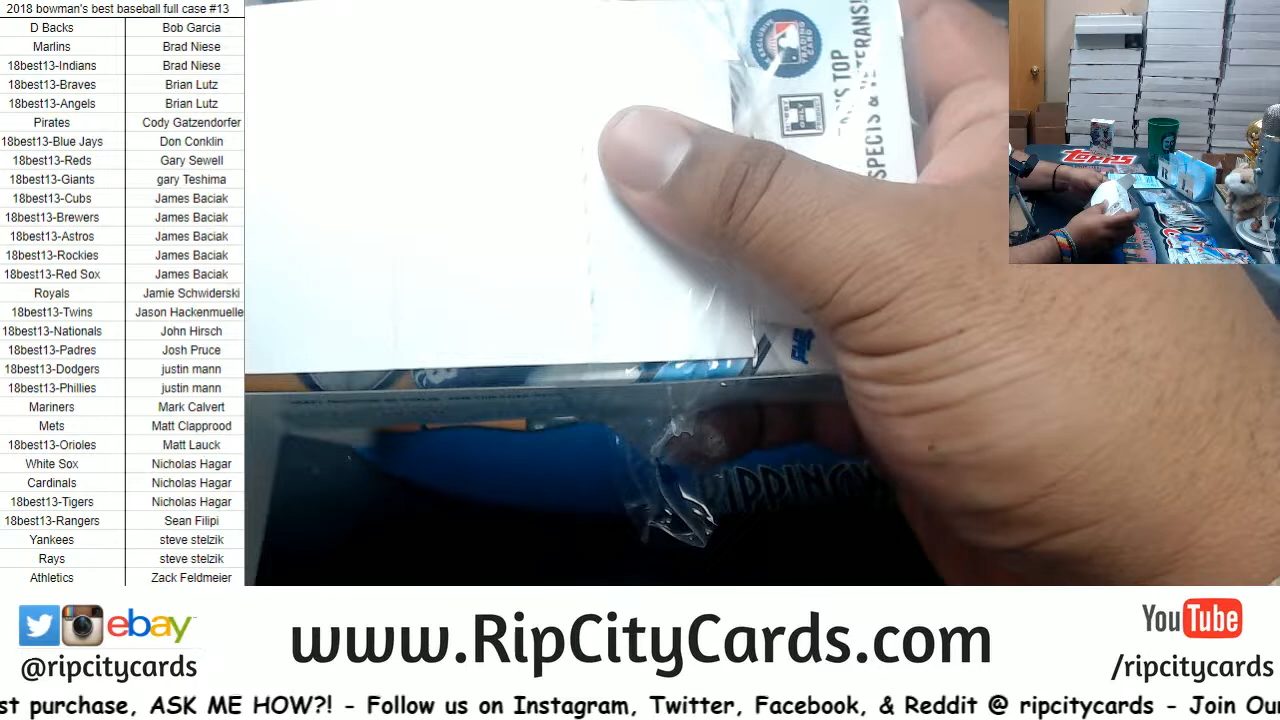 2018 bowman's best baseball full case #13
D Backs Bob Garcia
Marlins Brad Niese
18best13-Indians Brad Niese
18best13-Braves Brian Lutz
18best13-Angels Brian Lutz
Pirates Cody Gatzendorfer
18best13-Blue Jays Don Conklin
18best13-Reds Gary Sewell
18best13-Giants gary Teshima
18best13-Cubs James Baciak
18best13-Brewers James Baciak
18best13-Astros James Baciak
18best13-Rockies James Baciak
18best13-Red Sox James Baciak
Royals Jamie Schwiderski
18best13-Twins Jason Hackenmuelle
18best13-Nationals John Hirsch
18best13-Padres Josh Pruce
18best13-Dodgers justin mann
18best13-Phillies justin mann
Mariners Mark Calvert
Mets Matt Clapprood
18best13-Orioles Matt Lauck
White Sox Nicholas Hagar
Cardinals Nicholas Hagar
18best13-Tigers Nicholas Hagar
18best13-Rangers Sean Filipi
Yankees steve stelzik
Rays steve stelzik
Athletics Zack Feldmeier
TOP
SPECTS & VETERANS!
TRADING
CARD
ONLY
RIPPING
Topps
ebay
@ripcitycards
www.RipCityCards.com
YouTube
/ripcitycards
st purchase, ASK ME HOW?! - Follow us on Instagram, Twitter, Facebook, & Reddit @ ripcitycards - Join Ou